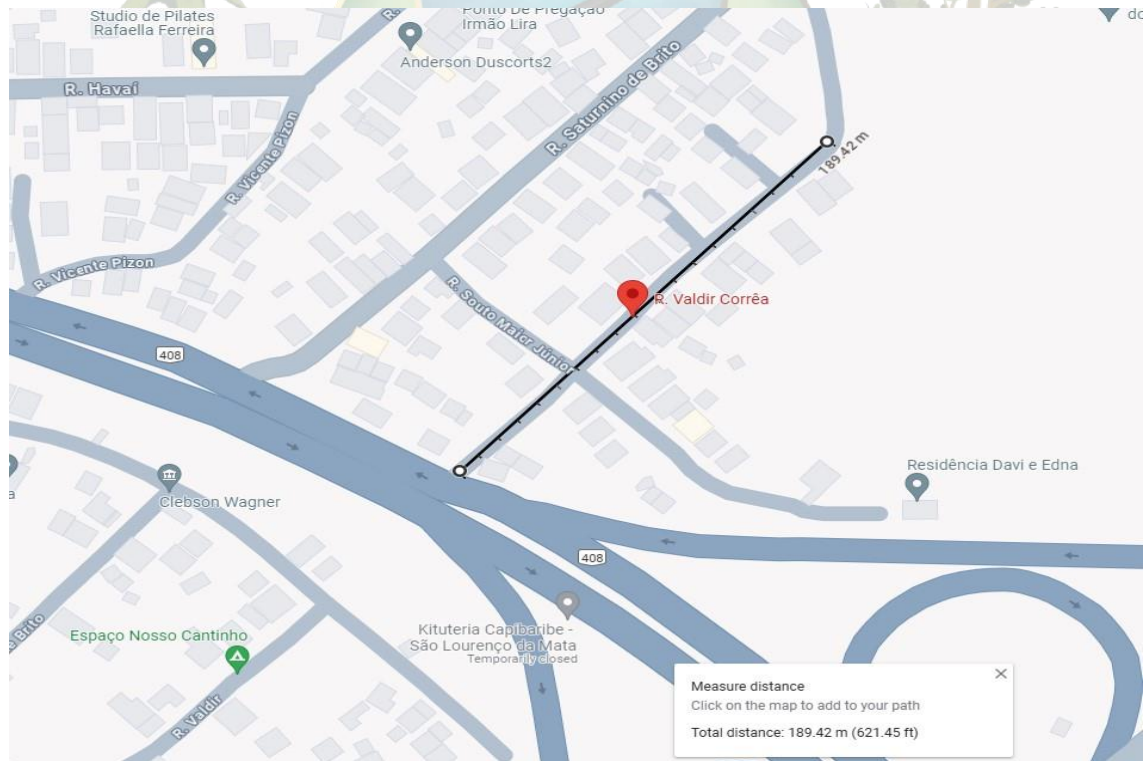 Studio de Pilates
Rafaella Ferreira
Ponto De Pregação
Irmão Lira
do
Anderson Duscorts2
R. Havaí
R.
R. Saturnino de Brito
R. Vicente Pizon
189.42 m
R. Vicente Pizon
R. Souto Maior Júnior
R. Valdir Corrêa
408
Residência Davi e Edna
a
Clebson Wagner
408
Kituteria Capibaribe -
São Lourenço da Mata
Temporarily closed
e Brito
Espaço Nosso Cantinho
R. Valdir
Measure distance
Click on the map to add to your path
Total distance: 189.42 m (621.45 ft)